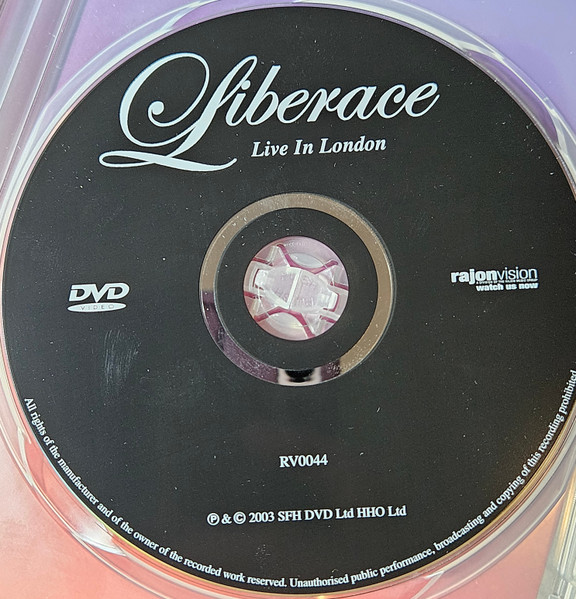 Liberace
Live In London
DVD
VIDEO
rajonvision
watch us now
RV0044
℗ & © 2003 SFH DVD Ltd HHO Ltd
All rights of the manufacturer and of the owner of the recorded work reserved. Unauthorised public performance, broadcasting and copying of this recording prohibited